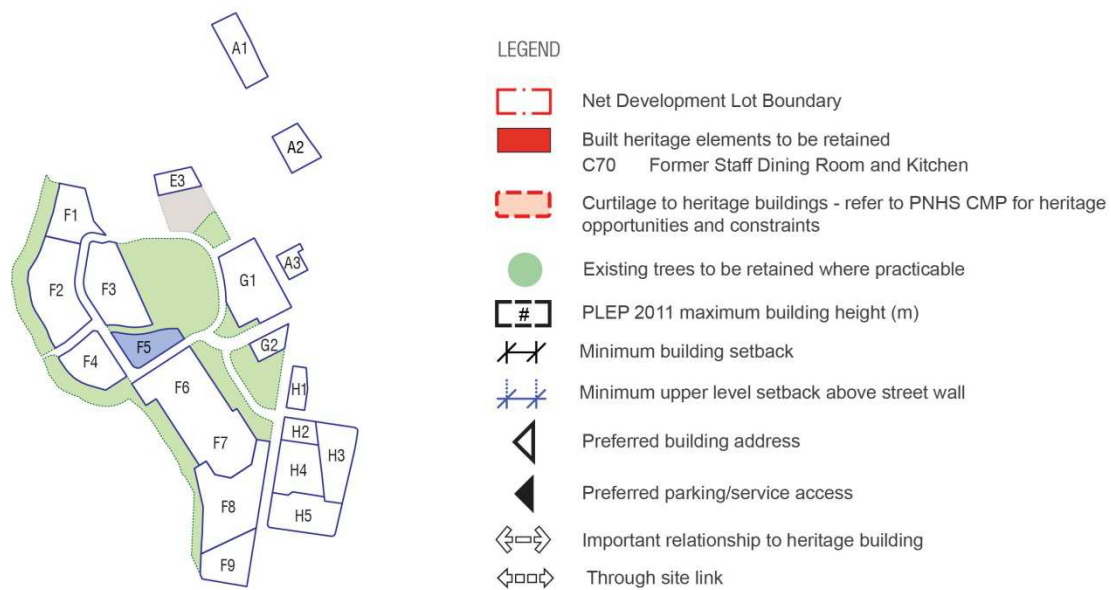 A1
A2
E3
F1
G1
A3
F2
F3
F5
G2
F4
F6
H1
H2
F7
H3
H4
F8
H5
F9
LEGEND
Net Development Lot Boundary
Built heritage elements to be retained
C70 Former Staff Dining Room and Kitchen
Curtilage to heritage buildings - refer to PNHS CMP for heritage
opportunities and constraints
Existing trees to be retained where practicable
# PLEP 2011 maximum building height (m)
Minimum building setback
Minimum upper level setback above street wall
Preferred building address
Preferred parking/service access
Important relationship to heritage building
Through site link